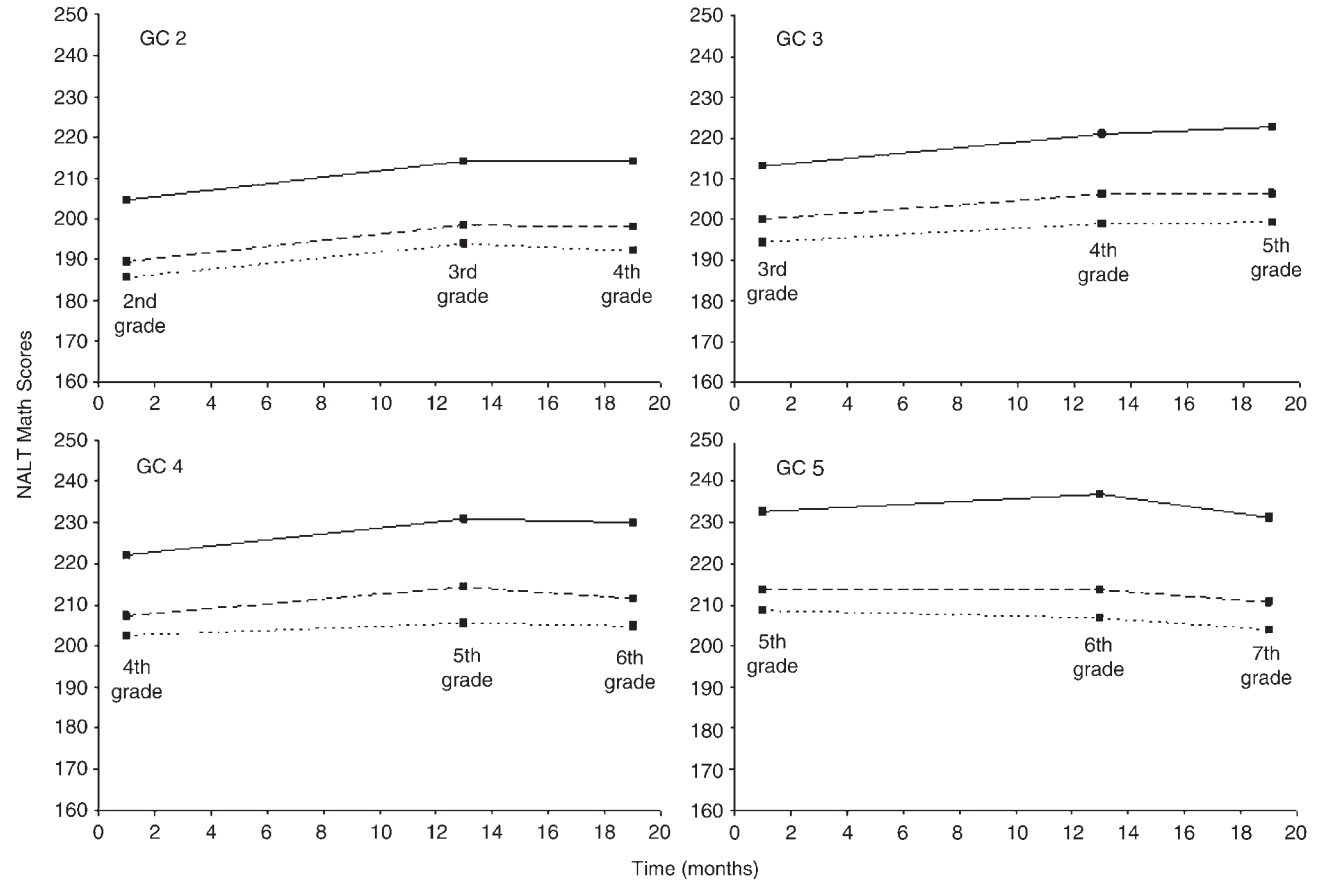 NALT Math Scores
GC 2
250
240
230
220
210
200
190
180
170
160
2nd
grade
3rd
grade
4th
grade
0 2 4 6 8 10 12 14 16 18 20
GC 3
250
240
230
220
210
200
190
180
170
160
3rd
grade
4th
grade
5th
grade
0 2 4 6 8 10 12 14 16 18 20
GC 4
250
240
230
220
210
200
190
180
170
160
4th
grade
5th
grade
6th
grade
0 2 4 6 8 10 12 14 16 18 20
GC 5
250
240
230
220
210
200
190
180
170
160
5th
grade
6th
grade
7th
grade
0 2 4 6 8 10 12 14 16 18 20
Time (months)